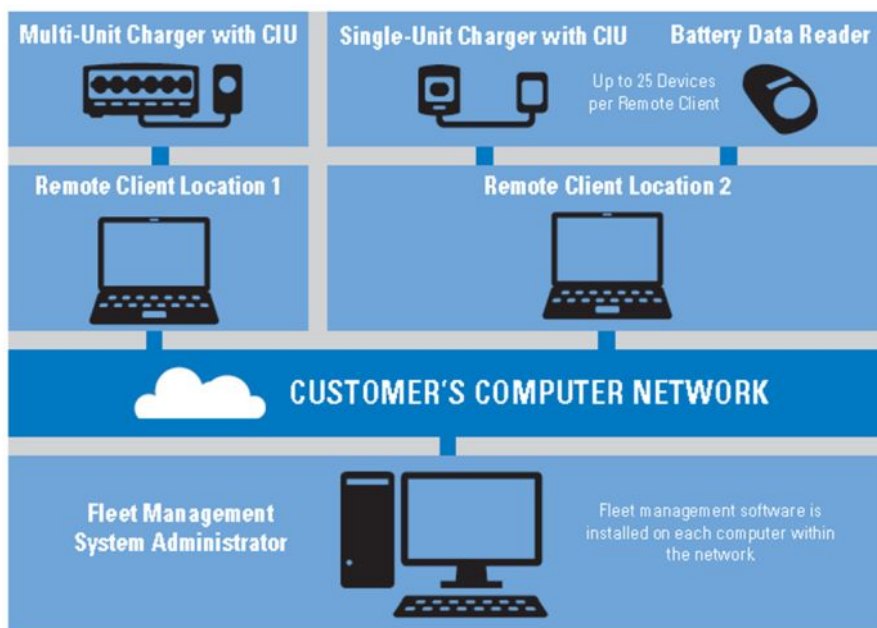 Multi-Unit Charger with CIU
Single-Unit Charger with CIU
Battery Data Reader
Up to 25 Devices
per Remote Client
Remote Client Location 1
Remote Client Location 2
CUSTOMER'S COMPUTER NETWORK
Fleet Management
System Administrator
Fleet management software is
installed on each computer within
the network